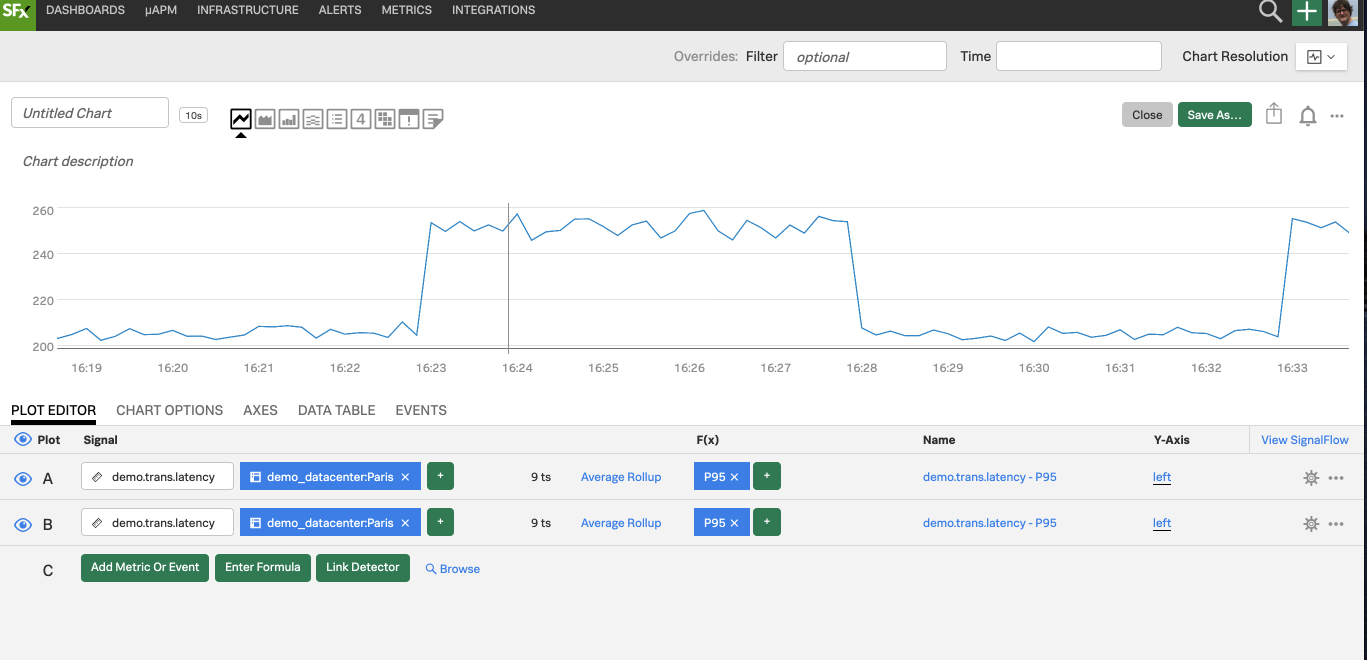 SFx DASHBOARDS µAPM INFRASTRUCTURE ALERTS METRICS INTEGRATIONS
Overrides: Filter optional Time Chart Resolution
Untitled Chart 10s 4 Close Save As...
Chart description
260
240
220
200
16:19 16:20 16:21 16:22 16:23 16:24 16:25 16:26 16:27 16:28 16:29 16:30 16:31 16:32 16:33
PLOT EDITOR CHART OPTIONS AXES DATA TABLE EVENTS
Plot Signal F(x) Name Y-Axis View SignalFlow
A demo.trans.latency demo_datacenter:Paris × + 9 ts Average Rollup P95 × + demo.trans.latency - P95 left
B demo.trans.latency demo_datacenter:Paris × + 9 ts Average Rollup P95 × + demo.trans.latency - P95 left
C Add Metric Or Event Enter Formula Link Detector Browse